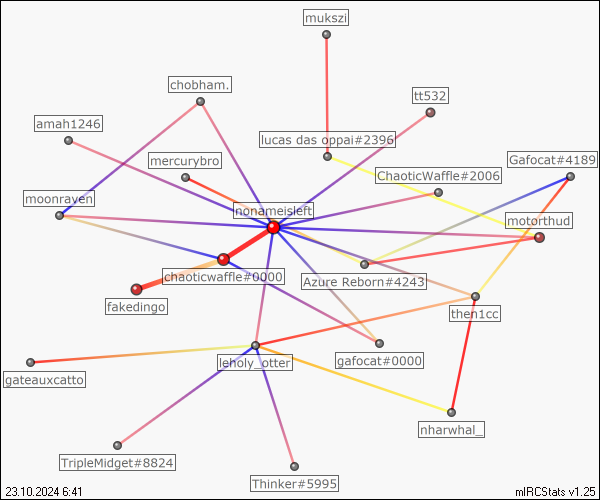 mukszi
chobham.
tt532
amah1246
lucas das oppai#2396
mercurybro
Gafocat#4189
ChaoticWaffle#2006
moonraven
nonameisleft
motorthud
chaoticwaffle#0000
Azure Reborn#4243
fakedingo
then1cc
leholy_otter
gafocat#0000
gateauxcatto
nharwhal_
TripleMidget#8824
Thinker#5995
23.10.2024 6:41
mIRCStats v1.25